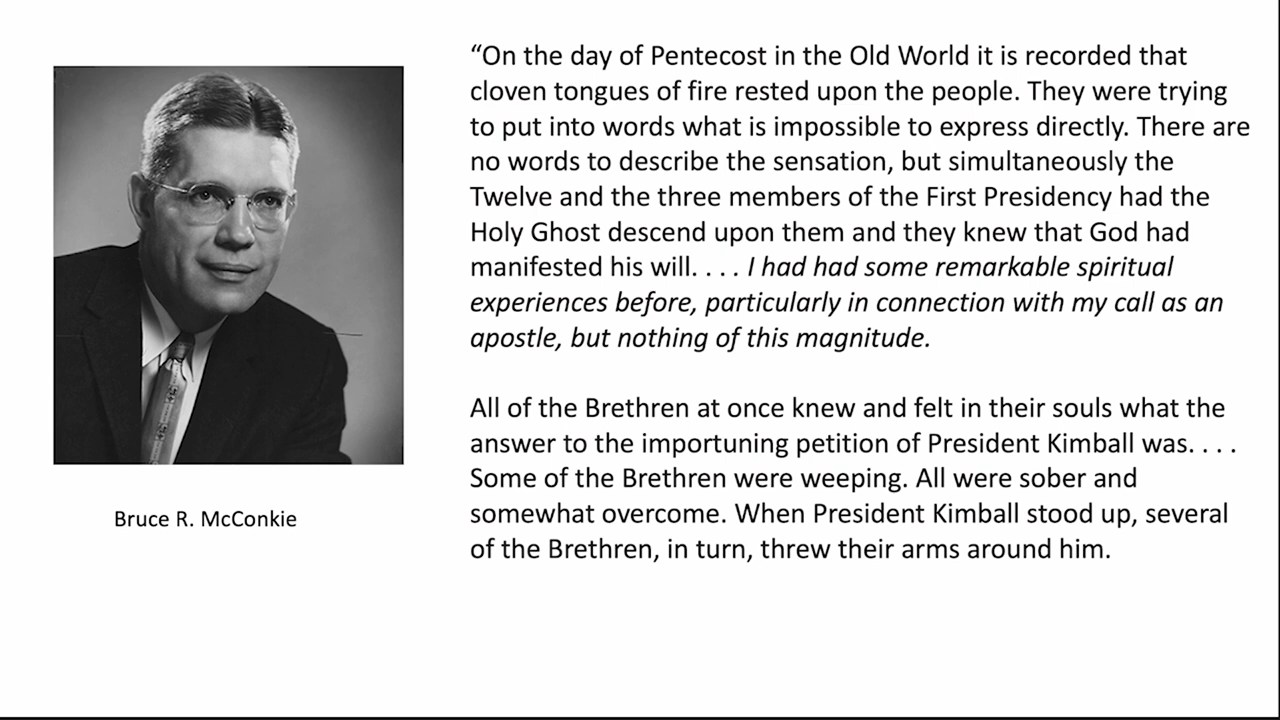 “On the day of Pentecost in the Old World it is recorded that
cloven tongues of fire rested upon the people. They were trying
to put into words what is impossible to express directly. There are
no words to describe the sensation, but simultaneously the
Twelve and the three members of the First Presidency had the
Holy Ghost descend upon them and they knew that God had
manifested his will. . . . I had had some remarkable spiritual
experiences before, particularly in connection with my call as an
apostle, but nothing of this magnitude.
All of the Brethren at once knew and felt in their souls what the
answer to the importuning petition of President Kimball was. . . .
Some of the Brethren were weeping. All were sober and
somewhat overcome. When President Kimball stood up, several
of the Brethren, in turn, threw their arms around him.
Bruce R. McConkie